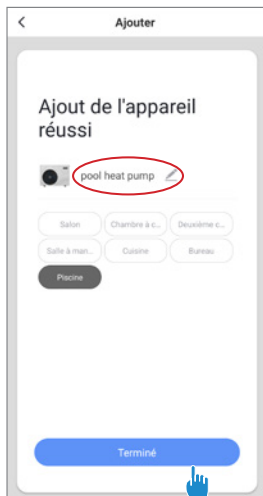 Ajouter
Ajout de l'appareil
réussi
pool heat pump
Salon Chambre à c... Deuxième c...
Salle à man... Cuisine Bureau
Piscine
Terminé